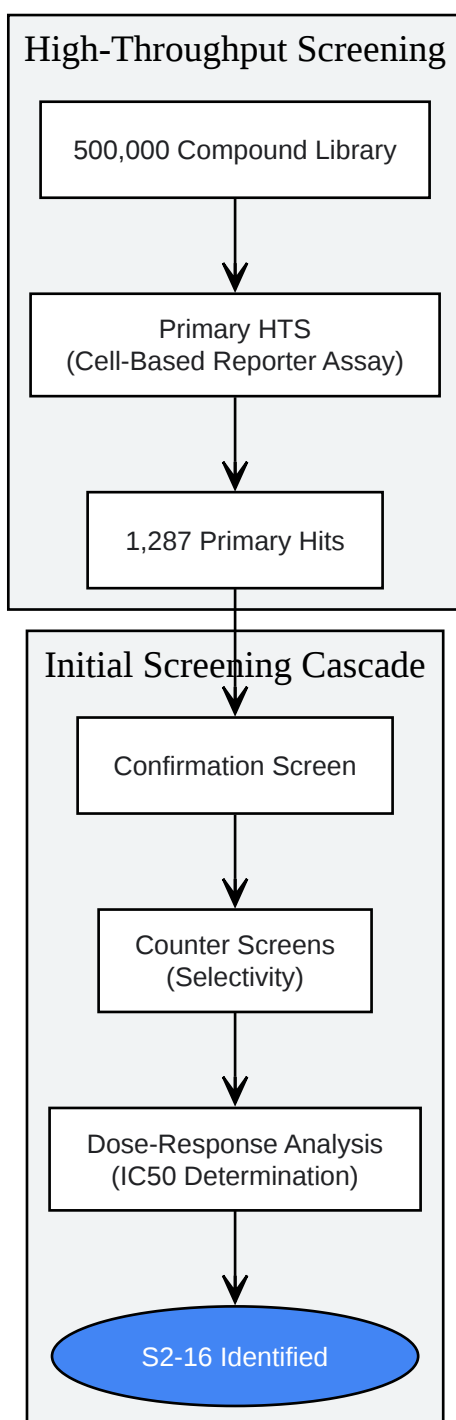 High-Throughput Screening
500,000 Compound Library
Primary HTS
(Cell-Based Reporter Assay)
1,287 Primary Hits
Initial Screening Cascade
Confirmation Screen
Counter Screens
(Selectivity)
Dose-Response Analysis
(IC50 Determination)
S2-16 Identified